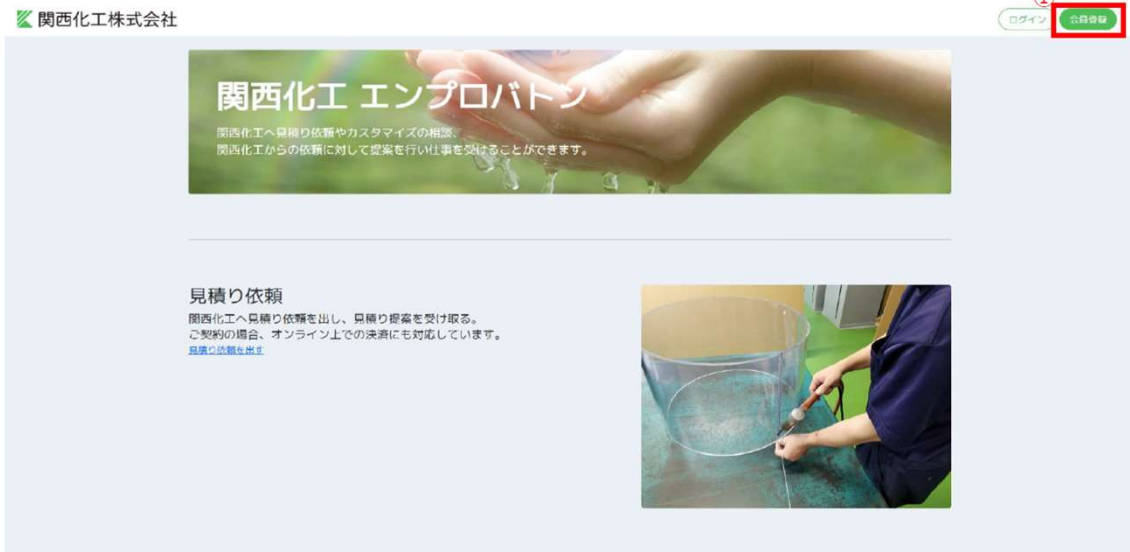 ①
関西化工株式会社
ログイン
会員登録
関西化工 エンプロバトン
関西化工へ見積り依頼やカスタマイズの相談、
関西化工からの依頼に対して提案を行い仕事を受けることができます。
見積り依頼
関西化工へ見積り依頼を出し、見積り提案を受け取る。
ご契約の場合、オンライン上での決済にも対応しています。
見積り依頼を出す